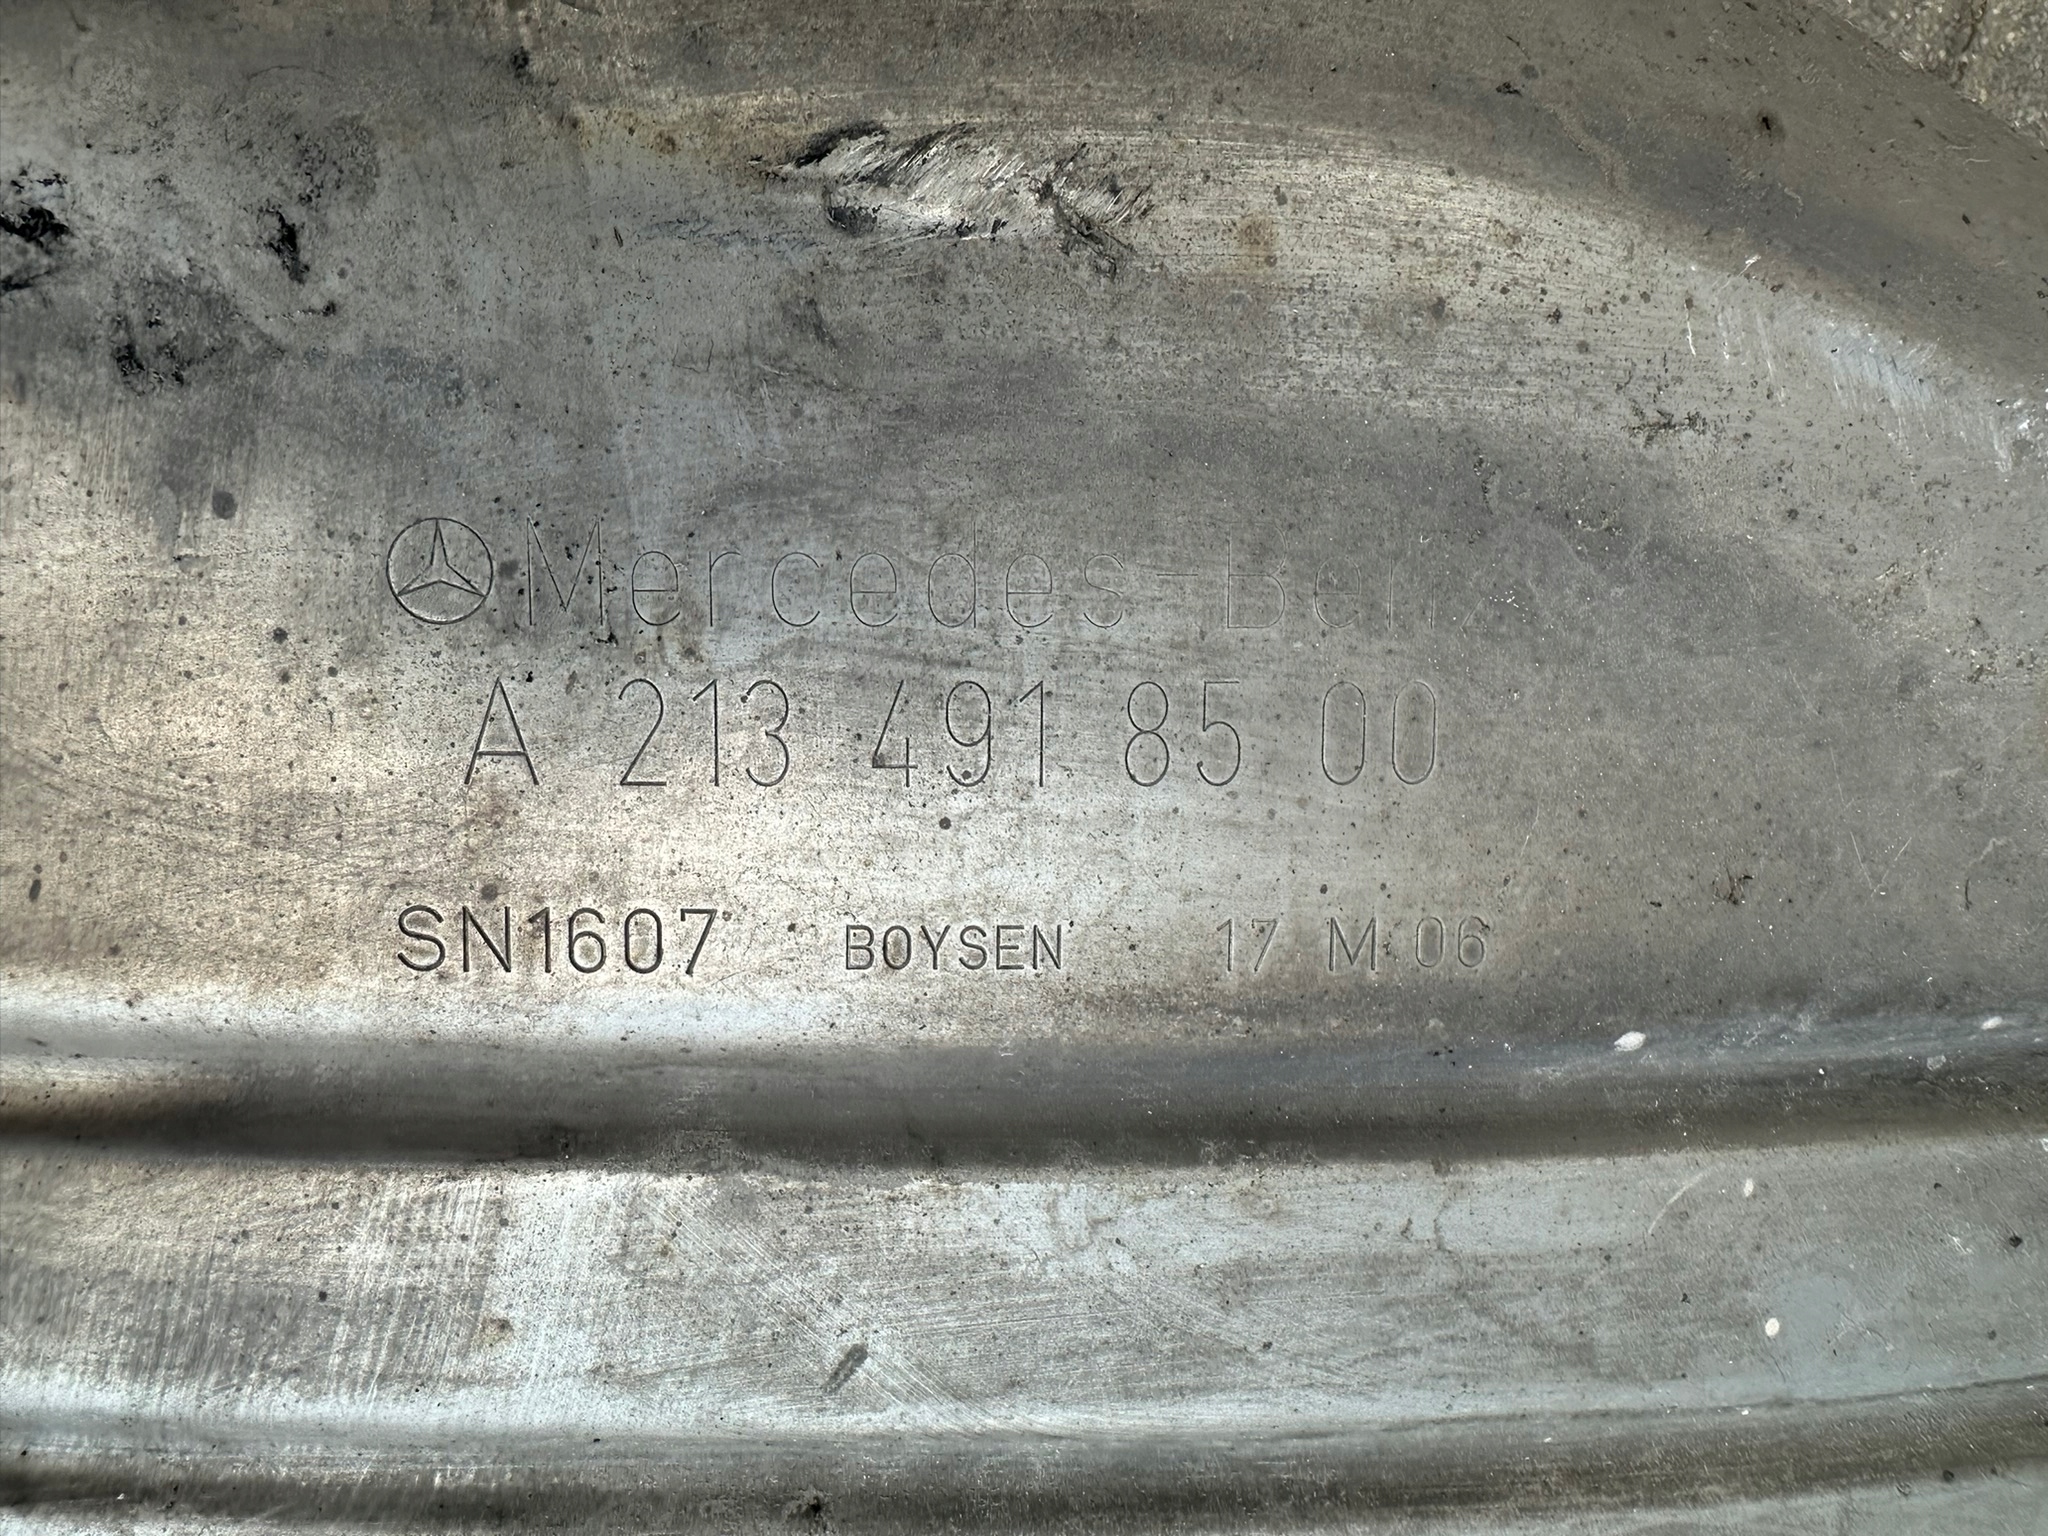 Mercedes-Benz
A 213 491 85 00
SN1607 BOYSEN 17 M 06